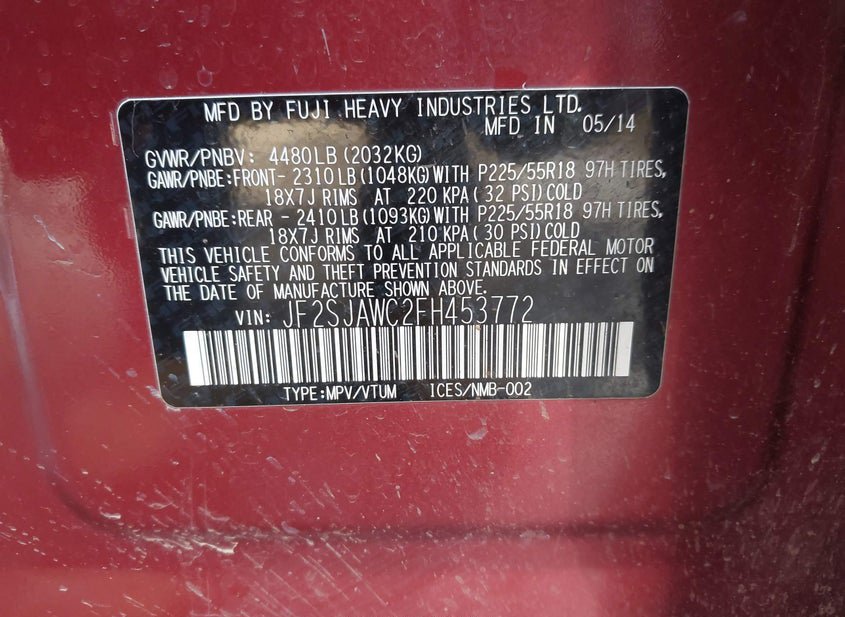 MFD BY FUJI HEAVY INDUSTRIES LTD.
MFD IN 05/14
GVWR/PNBV: 4480LB(2032KG)
GAWR/PNBE:FRONT- 2310LB(1048KG)WITH P225/55R18 97H TIRES,
18X7J RIMS AT 220 KPA( 32 PSI)COLD
GAWR/PNBE:REAR - 2410LB(1093KG)WITH P225/55R18 97H TIRES,
18X7J RIMS AT 210 KPA( 30 PSI)COLD
THIS VEHICLE CONFORMS TO ALL APPLICABLE FEDERAL MOTOR
VEHICLE SAFETY AND THEFT PREVENTION STANDARDS IN EFFECT ON
THE DATE OF MANUFACTURE SHOWN ABOVE.
VIN: JF2SJAWC2FH453772
TYPE:MPV/VTUM ICES/NMB-002